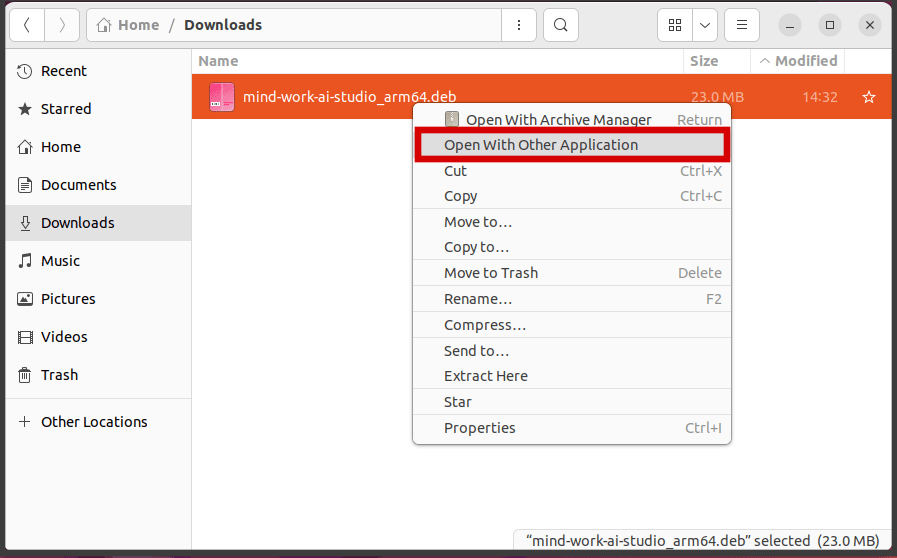 Home / Downloads
Name Size Modified
Recent
Starred
Home
Documents
Downloads
Music
Pictures
Videos
Trash
Other Locations
mind-work-ai-studio_arm64.deb 23.0 MB 14:32
Open With Archive Manager Return
Open With Other Application
Cut Ctrl+X
Copy Ctrl+C
Move to…
Copy to…
Move to Trash Delete
Rename… F2
Compress…
Send to…
Extract Here
Star
Properties Ctrl+I
“mind-work-ai-studio_arm64.deb” selected (23.0 MB)